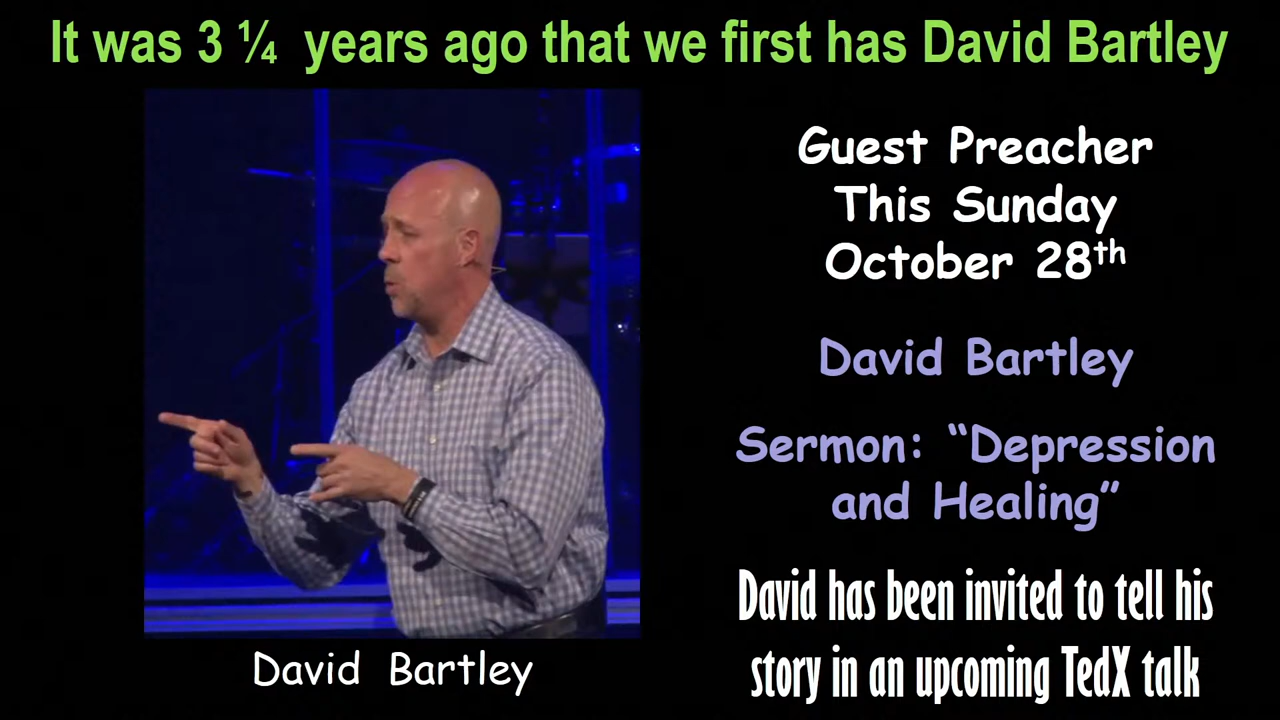 It was 3 ¼ years ago that we first has David Bartley
Guest Preacher
This Sunday
October 28th
David Bartley
Sermon: “Depression
and Healing”
David has been invited to tell his
story in an upcoming TedX talk
David Bartley